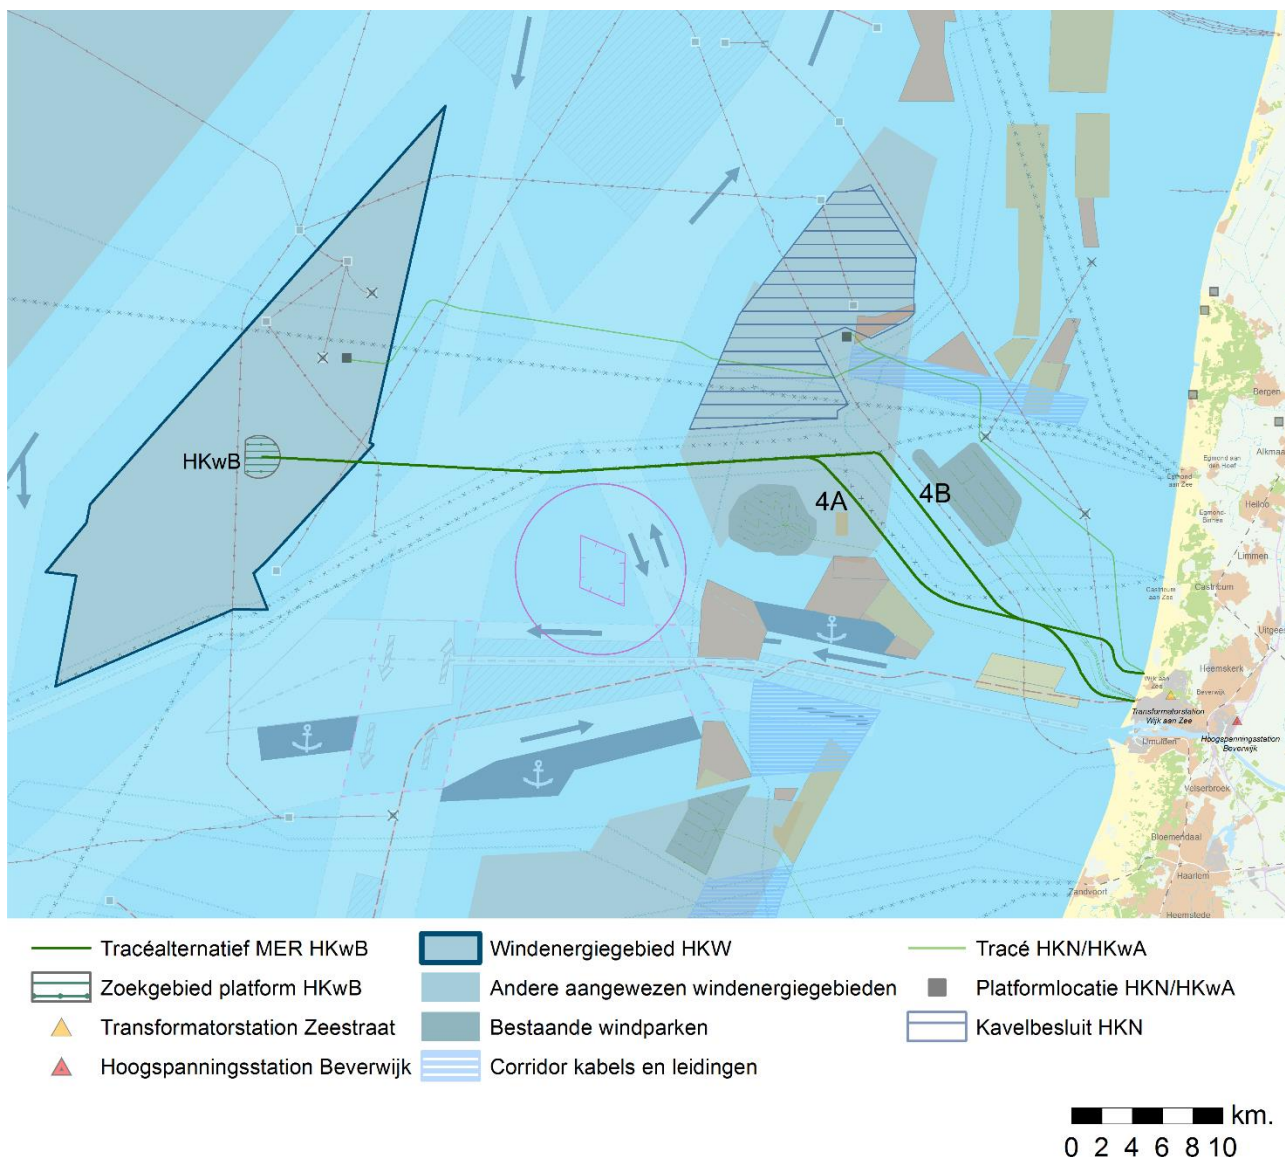 HKwB
4A
4B
Bergen
Alkmaa
Egmond aan
den Hoef
Egmond-
aan Zee
Heiloo
Egmond-
Binnen
Limmen
Castricum
aan Zee
Castricum
Uitgees
Heemskerk
Wijk aan
Zee
Beverwijk
Transformatorstation
Wijk aan Zee
Hoogspanningsstation
Beverwijk
IJmuiden
Velserbroek
Bloemendaal
Haarlem
Zandvoort
Heemstede
Tracéalternatief MER HKwB
Zoekgebied platform HKwB
Transformatorstation Zeestraat
Hoogspanningsstation Beverwijk
Windenergiegebied HKW
Andere aangewezen windenergiegebieden
Bestaande windparken
Corridor kabels en leidingen
Tracé HKN/HKwA
Platformlocatie HKN/HKwA
Kavelbesluit HKN
km.
0 2 4 6 8 10